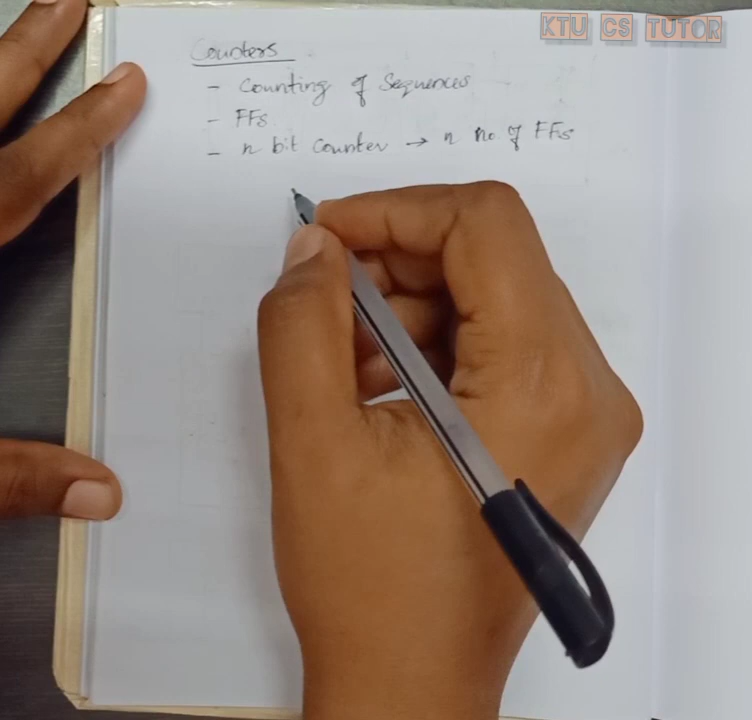 KTU CS TUTOR
Counters
- Counting of Sequences
- FFs
- n bit Counter → n no of FFs